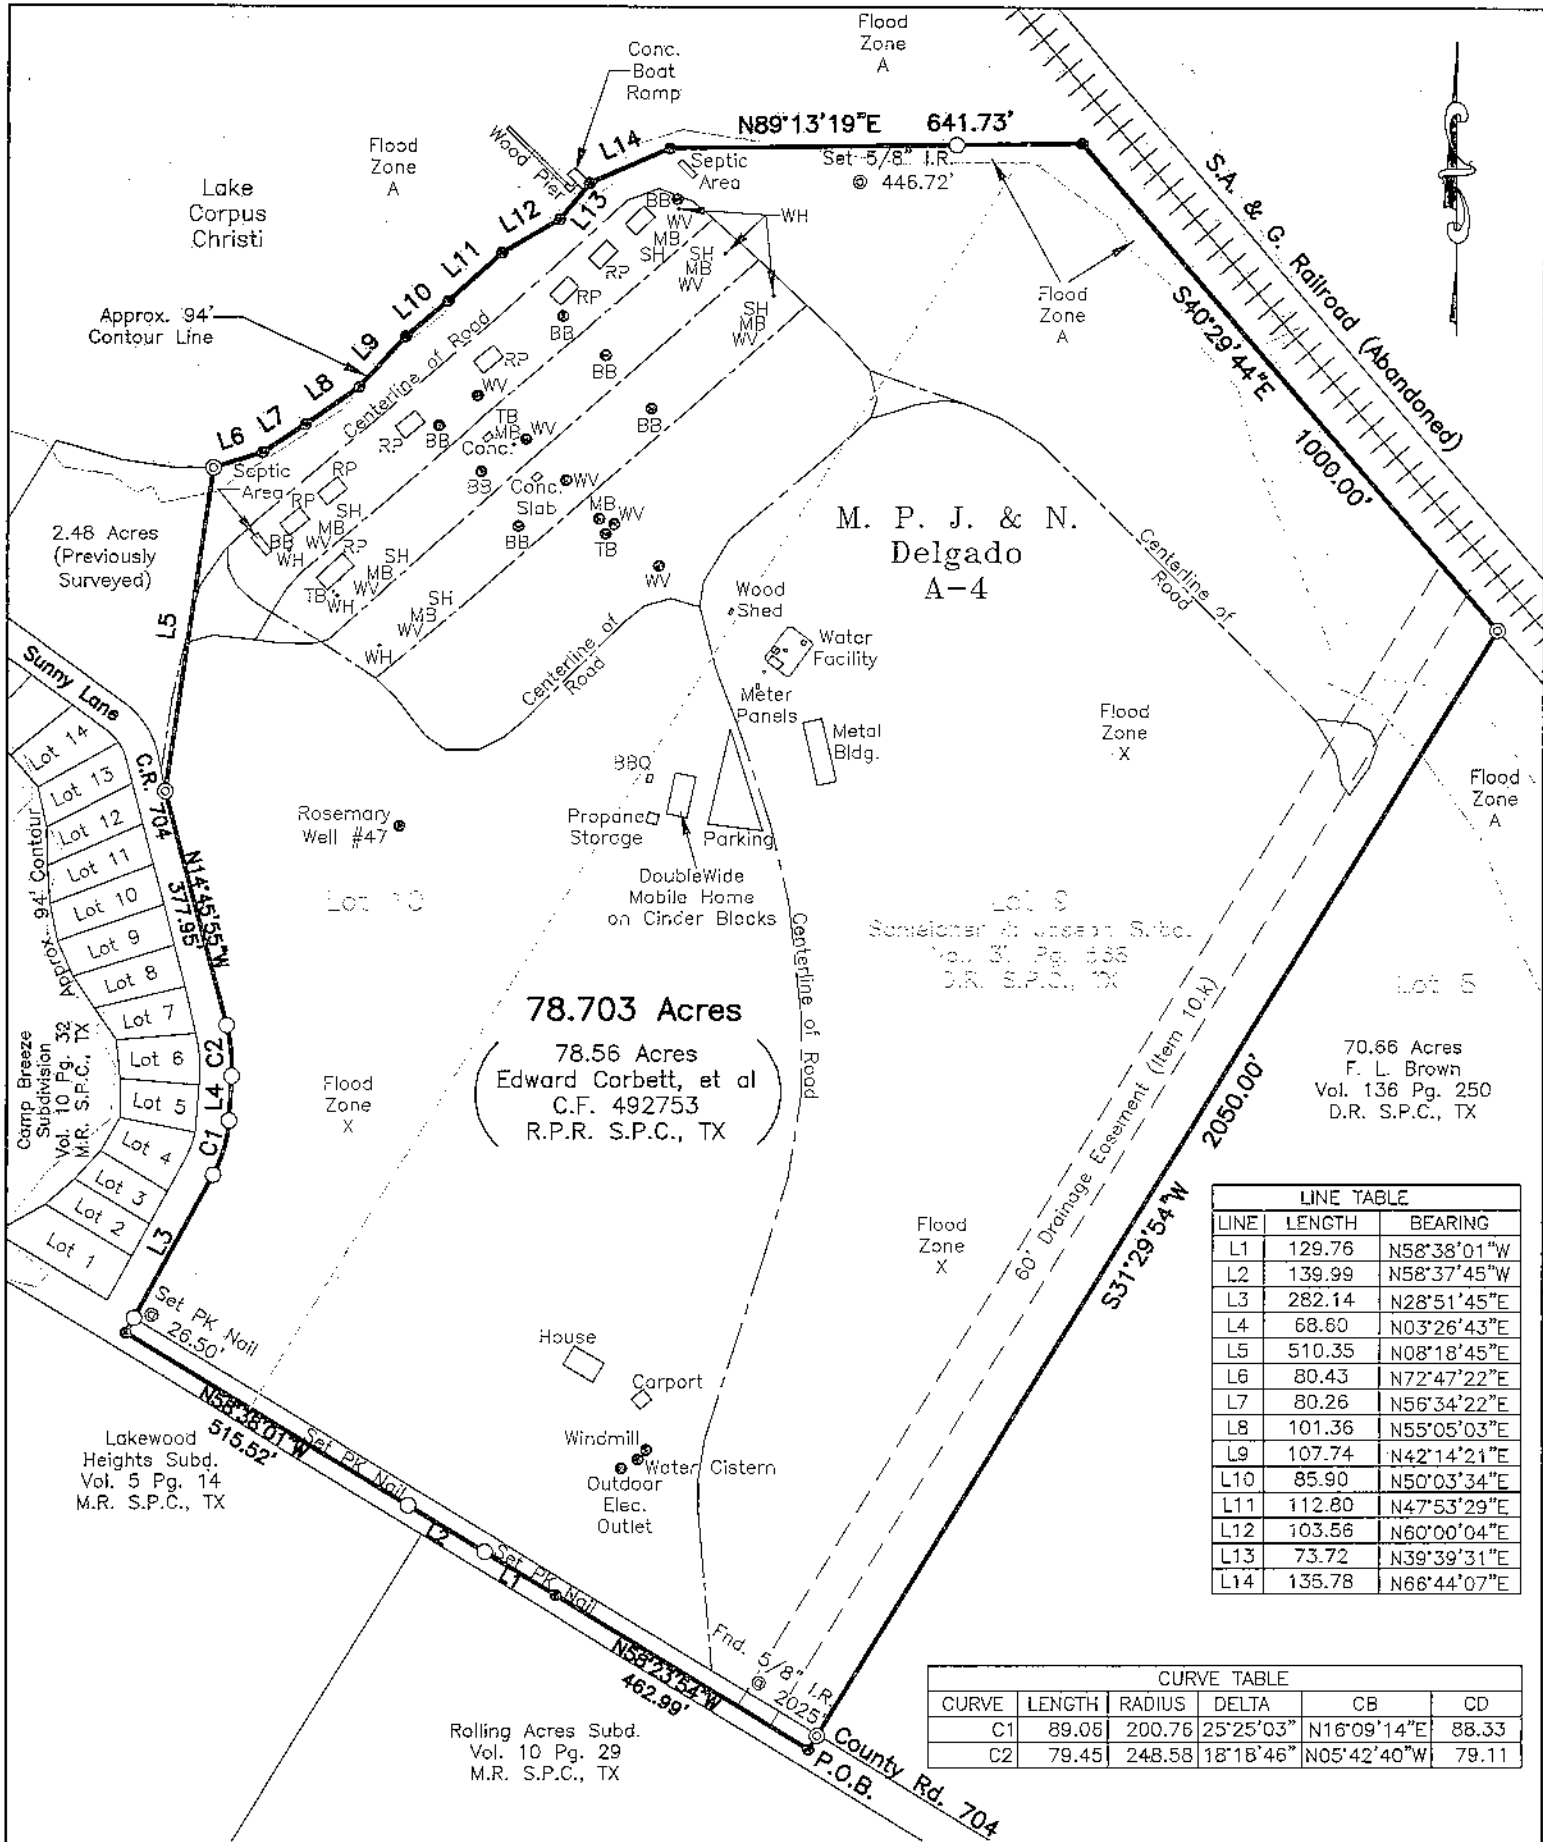 Flood
Zone
A
Conc.
Boat
Ramp
Flood
Zone
A
Lake
Corpus
Christi
Wood
Pier
L14
N89°13'19"E 641.73'
Set 5/8" I.R.
@ 446.72'
Septic
Area
S.A. & G. Railroad (Abandoned)
L13
L12
L11
L10
L9
L8
L7
L6
BB
WV
MB
SH
WH
SH
MB
WV
SH
MB
WV
RP
RP
BB
RP
BB
BB
Flood
Zone
A
S40°29'44"E
1000.00'
Approx. 94'
Contour Line
Centerline of Road
WV
TB
MB
Conc.
RP
BB
BB
Conc.
Slab
WV
BB
MB
WV
TB
WV
Septic
Area
RP
RP
SH
MB
WV
BB
WH
RP
TB
WH
SH
MB
WV
SH
MB
WV
WH
2.48 Acres
(Previously
Surveyed)
L5
M. P. J. & N.
Delgado
A-4
Centerline of
Road
Wood
Shed
Water
Facility
Meter
Panels
Metal
Bldg.
Centerline of
Road
Sunny Lane
C.R. 704
Flood
Zone
X
Flood
Zone
A
BBQ
Propane
Storage
Parking
DoubleWide
Mobile Home
on Cinder Blocks
Rosemary
Well #47
Lot 14
Lot 13
Lot 12
Lot 11
Lot 10
Lot 9
Lot 8
Lot 7
Lot 6
Lot 5
Lot 4
Lot 3
Lot 2
Lot 1
Approx. 94' Contour
N14°45'55"W
377.95'
Lot 10
Lot 9
D.R. S.P.C., TX
Centerline of Road
78.703 Acres
78.56 Acres
Edward Corbett, et al
C.F. 492753
R.P.R. S.P.C., TX
Camp Breeze
Subdivision
Vol. 10 Pg. 32
M.R. S.P.C., TX
C2
L4
C1
L3
Flood
Zone
X
70.66 Acres
F. L. Brown
Vol. 136 Pg. 250
D.R. S.P.C., TX
60' Drainage Easement (Item 10.k)
2050.00'
S31°29'54"W
Flood
Zone
X
LINE TABLE
LINE LENGTH BEARING
L1 129.76 N58°38'01"W
L2 139.99 N58°37'45"W
L3 282.14 N28°51'45"E
L4 68.60 N03°26'43"E
L5 510.35 N08°18'45"E
L6 80.43 N72°47'22"E
L7 80.26 N56°34'22"E
L8 101.36 N55°05'03"E
L9 107.74 N42°14'21"E
L10 85.90 N50°03'34"E
L11 112.80 N47°53'29"E
L12 103.56 N60°00'04"E
L13 73.72 N39°39'31"E
L14 135.78 N66°44'07"E
Set PK Nail
@ 26.50'
N58°38'01"W
515.52'
Set PK Nail
House
Carport
Windmill
Water Cistern
Outdoor
Elec.
Outlet
Lakewood
Heights Subd.
Vol. 5 Pg. 14
M.R. S.P.C., TX
L2
L1
Set PK Nail
N58°23'54"W
462.99'
Fnd. 5/8" I.R.
@ 2025'
P.O.B.
County Rd. 704
Rolling Acres Subd.
Vol. 10 Pg. 29
M.R. S.P.C., TX
CURVE TABLE
CURVE LENGTH RADIUS DELTA CB CD
C1 89.06 200.76 25°25'03" N16°09'14"E 88.33
C2 79.45 248.58 18°18'46" N05°42'40"W 79.11